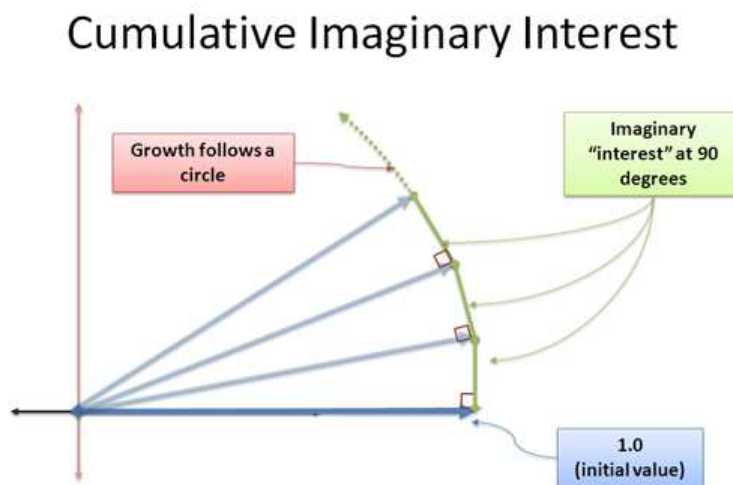 Cumulative Imaginary Interest
Growth follows a
circle
Imaginary
“interest” at 90
degrees
1.0
(initial value)